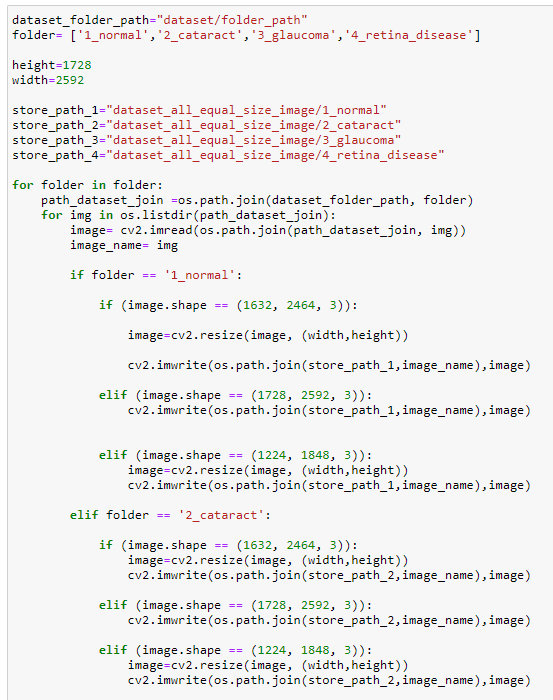 dataset_folder_path="dataset/folder_path"
folder= ['1_normal','2_cataract','3_glaucoma','4_retina_disease']
height=1728
width=2592
store_path_1="dataset_all_equal_size_image/1_normal"
store_path_2="dataset_all_equal_size_image/2_cataract"
store_path_3="dataset_all_equal_size_image/3_glaucoma"
store_path_4="dataset_all_equal_size_image/4_retina_disease"
for folder in folder:
    path_dataset_join =os.path.join(dataset_folder_path, folder)
    for img in os.listdir(path_dataset_join):
        image= cv2.imread(os.path.join(path_dataset_join, img))
        image_name= img
        if folder == '1_normal':
            if (image.shape == (1632, 2464, 3)):
                image=cv2.resize(image, (width,height))
                cv2.imwrite(os.path.join(store_path_1,image_name),image)
            elif (image.shape == (1728, 2592, 3)):
                cv2.imwrite(os.path.join(store_path_1,image_name),image)
            elif (image.shape == (1224, 1848, 3)):
                image=cv2.resize(image, (width,height))
                cv2.imwrite(os.path.join(store_path_1,image_name),image)
        elif folder == '2_cataract':
            if (image.shape == (1632, 2464, 3)):
                image=cv2.resize(image, (width,height))
                cv2.imwrite(os.path.join(store_path_2,image_name),image)
            elif (image.shape == (1728, 2592, 3)):
                cv2.imwrite(os.path.join(store_path_2,image_name),image)
            elif (image.shape == (1224, 1848, 3)):
                image=cv2.resize(image, (width,height))
                cv2.imwrite(os.path.join(store_path_2,image_name),image)